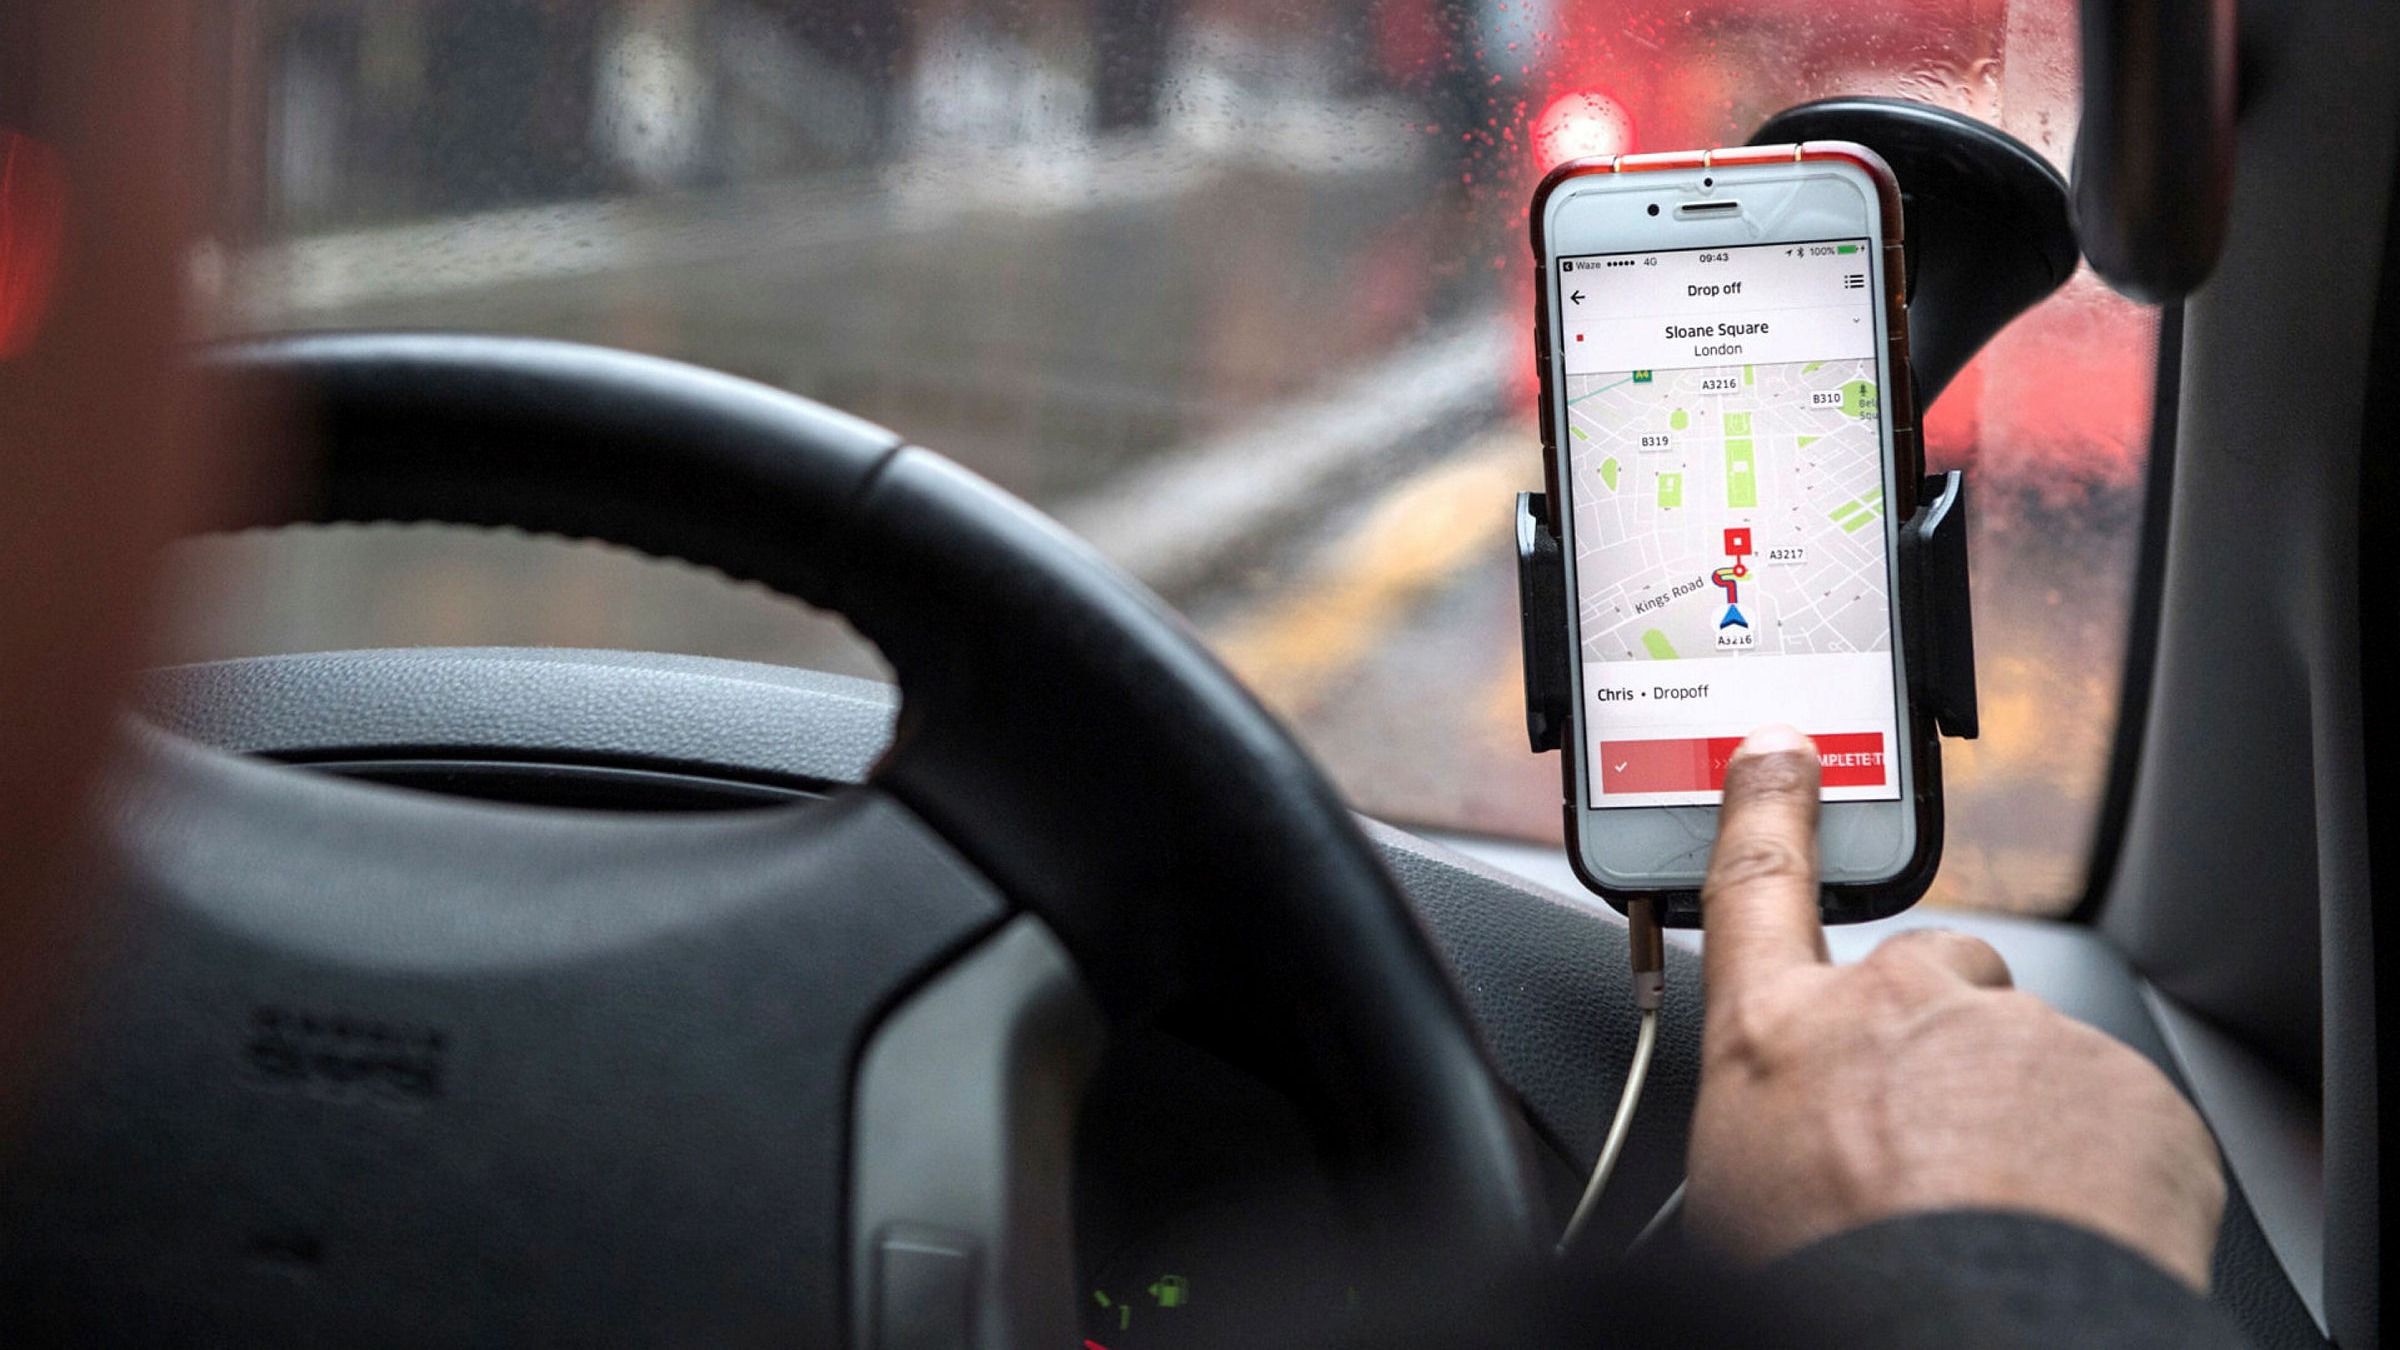 Waze ••••• 4G 09:43 100%
Drop off
Sloane Square
London
A4
A3216
B310
B319
A3217
Kings Road
A3216
Chris • Dropoff
MPLETE T